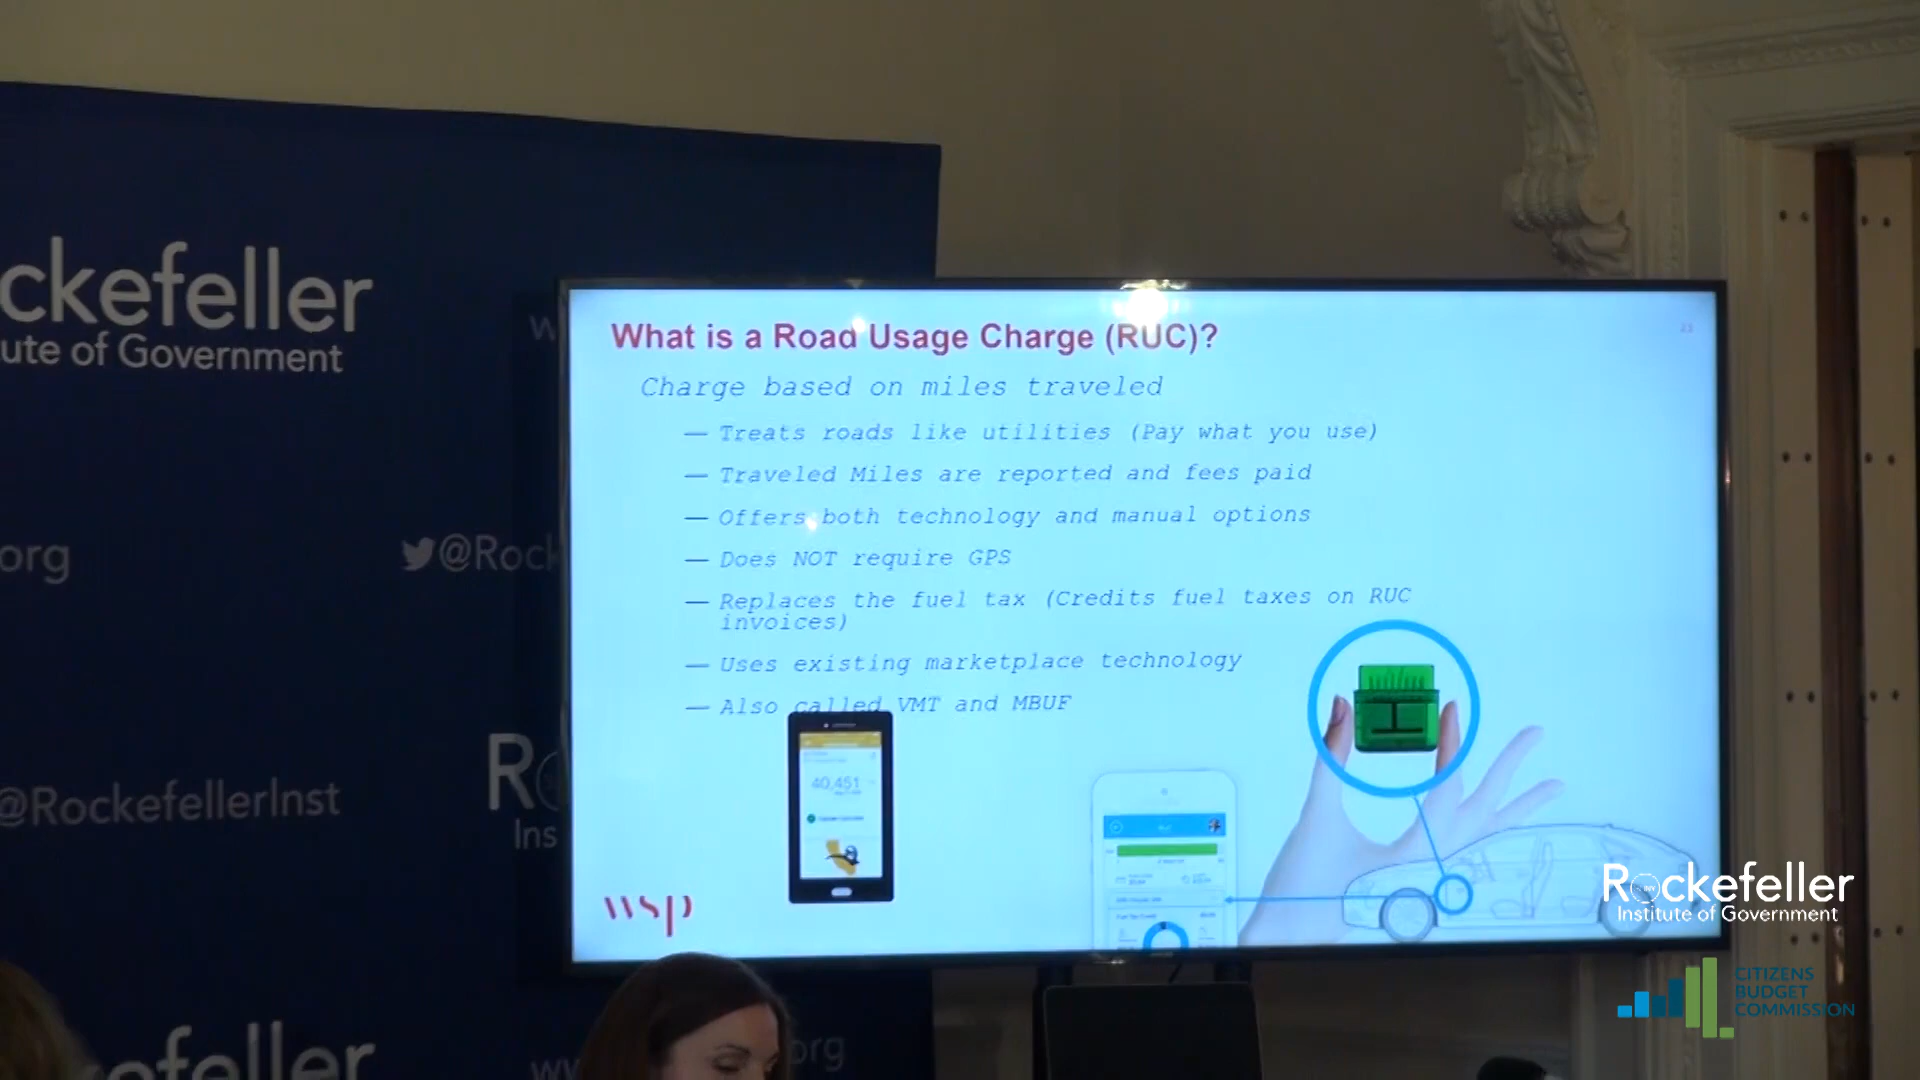 ckefeller
ute of Government
.org
@Rock
@RockefellerInst
R
Ins
efeller
org
What is a Road Usage Charge (RUC)?
21
Charge based on miles traveled
— Treats roads like utilities (Pay what you use)
— Traveled Miles are reported and fees paid
— Offers both technology and manual options
— Does NOT require GPS
— Replaces the fuel tax (Credits fuel taxes on RUC
invoices)
— Uses existing marketplace technology
— Also called VMT and MBUF
40,451
wsp
Rockefeller
Institute of Government
CITIZENS
BUDGET
COMMISSION